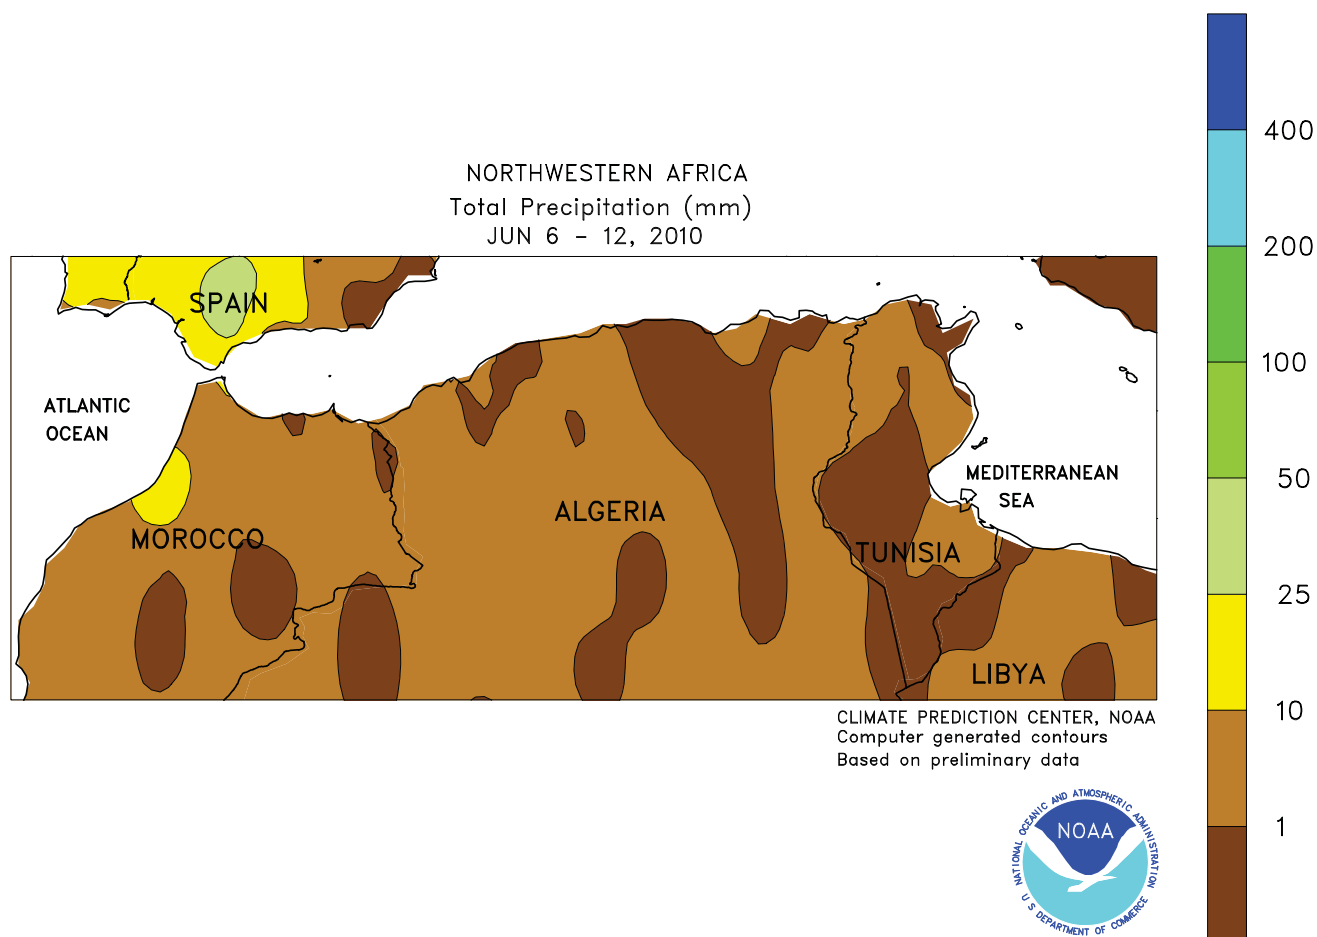 NORTHWESTERN AFRICA
Total Precipitation (mm)
JUN 6 - 12, 2010
400
200
100
50
25
10
1
SPAIN
ATLANTIC
OCEAN
MEDITERRANEAN
SEA
ALGERIA
MOROCCO
TUNISIA
LIBYA
CLIMATE PREDICTION CENTER, NOAA
Computer generated contours
Based on preliminary data
NATIONAL OCEANIC AND ATMOSPHERIC ADMINISTRATION
NOAA
U S DEPARTMENT OF COMMERCE